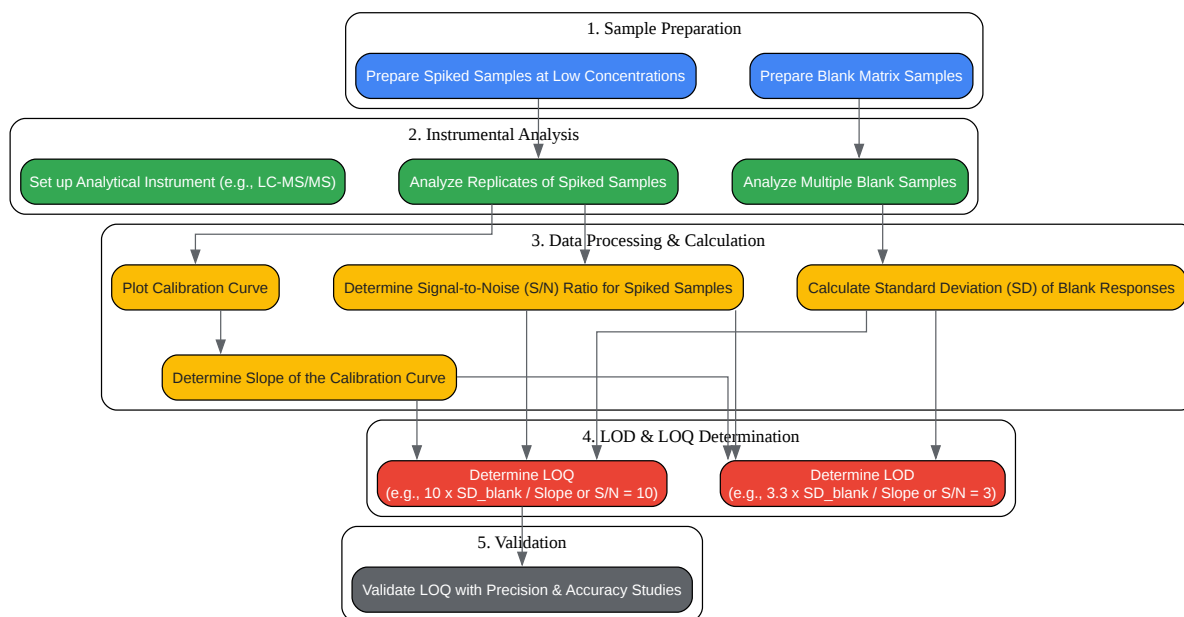 1. Sample Preparation
Prepare Spiked Samples at Low Concentrations
Prepare Blank Matrix Samples
2. Instrumental Analysis
Set up Analytical Instrument (e.g., LC-MS/MS)
Analyze Replicates of Spiked Samples
Analyze Multiple Blank Samples
3. Data Processing & Calculation
Plot Calibration Curve
Determine Signal-to-Noise (S/N) Ratio for Spiked Samples
Calculate Standard Deviation (SD) of Blank Responses
Determine Slope of the Calibration Curve
4. LOD & LOQ Determination
Determine LOQ
(e.g., 10 x SD_blank / Slope or S/N = 10)
Determine LOD
(e.g., 3.3 x SD_blank / Slope or S/N = 3)
5. Validation
Validate LOQ with Precision & Accuracy Studies